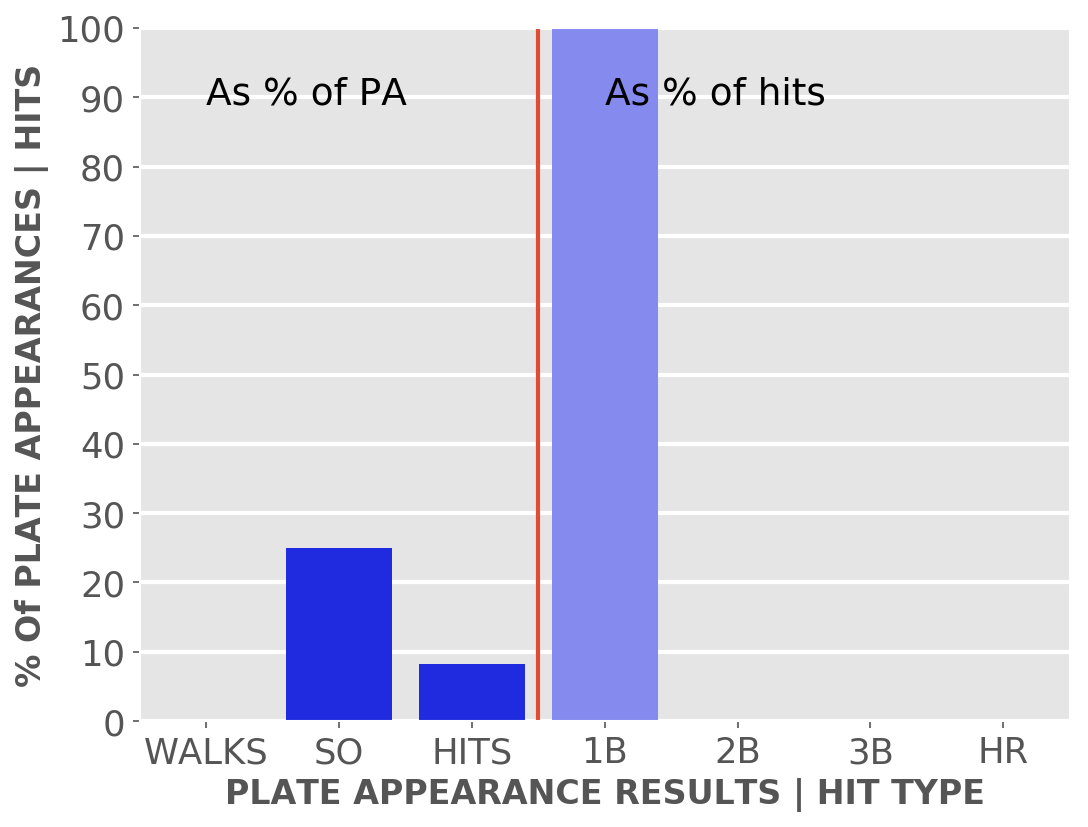 % Of PLATE APPEARANCES | HITS
100
90
80
70
60
50
40
30
20
10
0
As % of PA
As % of hits
WALKS SO HITS 1B 2B 3B HR
PLATE APPEARANCE RESULTS | HIT TYPE